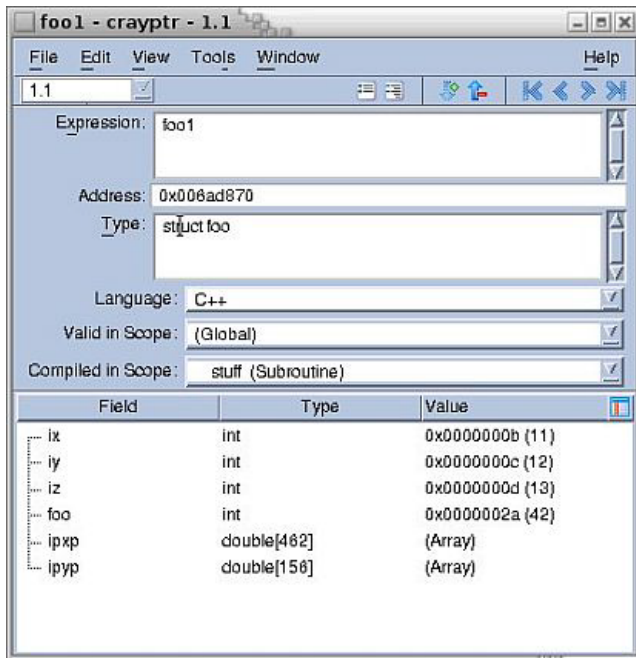 foo1 - crayptr - 1.1
File Edit View Tools Window Help
1.1
Expression: foo1
Address: 0x006ad870
Type: struct foo
Language: C++
Valid in Scope: (Global)
Compiled in Scope: stuff (Subroutine)
Field Type Value
ix int 0x0000000b (11)
iy int 0x0000000c (12)
iz int 0x0000000d (13)
foo int 0x0000002a (42)
ipxp double[462] (Array)
ipyp double[156] (Array)